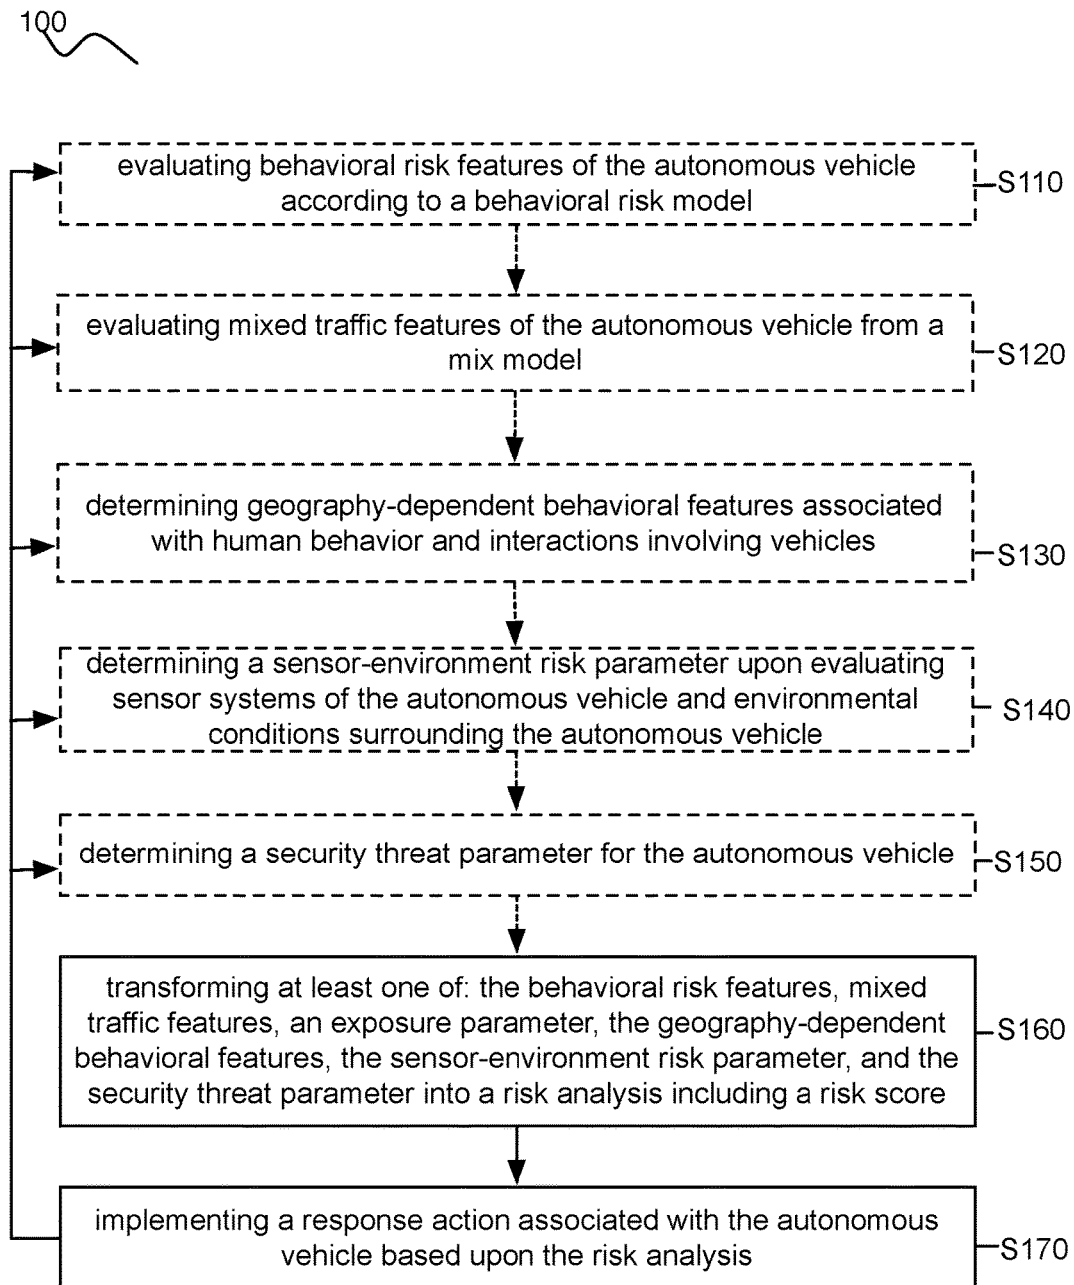 100
evaluating behavioral risk features of the autonomous vehicle
according to a behavioral risk model
S110
evaluating mixed traffic features of the autonomous vehicle from a
mix model
S120
determining geography-dependent behavioral features associated
with human behavior and interactions involving vehicles
S130
determining a sensor-environment risk parameter upon evaluating
sensor systems of the autonomous vehicle and environmental
conditions surrounding the autonomous vehicle
S140
determining a security threat parameter for the autonomous vehicle
S150
transforming at least one of: the behavioral risk features, mixed
traffic features, an exposure parameter, the geography-dependent
behavioral features, the sensor-environment risk parameter, and the
security threat parameter into a risk analysis including a risk score
S160
implementing a response action associated with the autonomous
vehicle based upon the risk analysis
S170